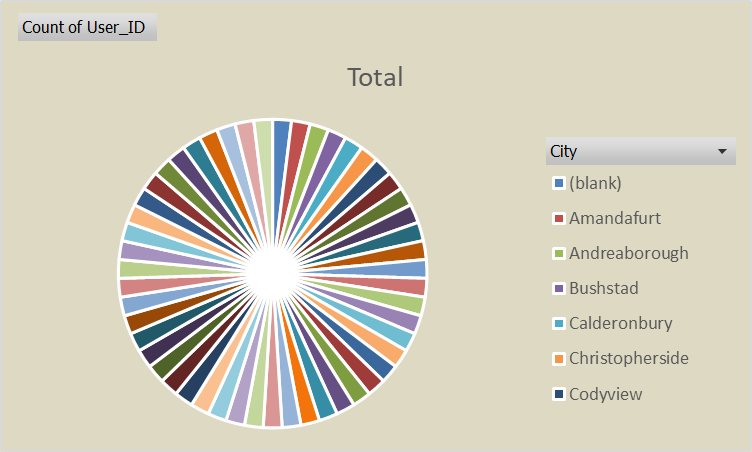 Count of User_ID
Total
City
(blank)
Amandafurt
Andreaborough
Bushstad
Calderonbury
Christopherside
Codyview